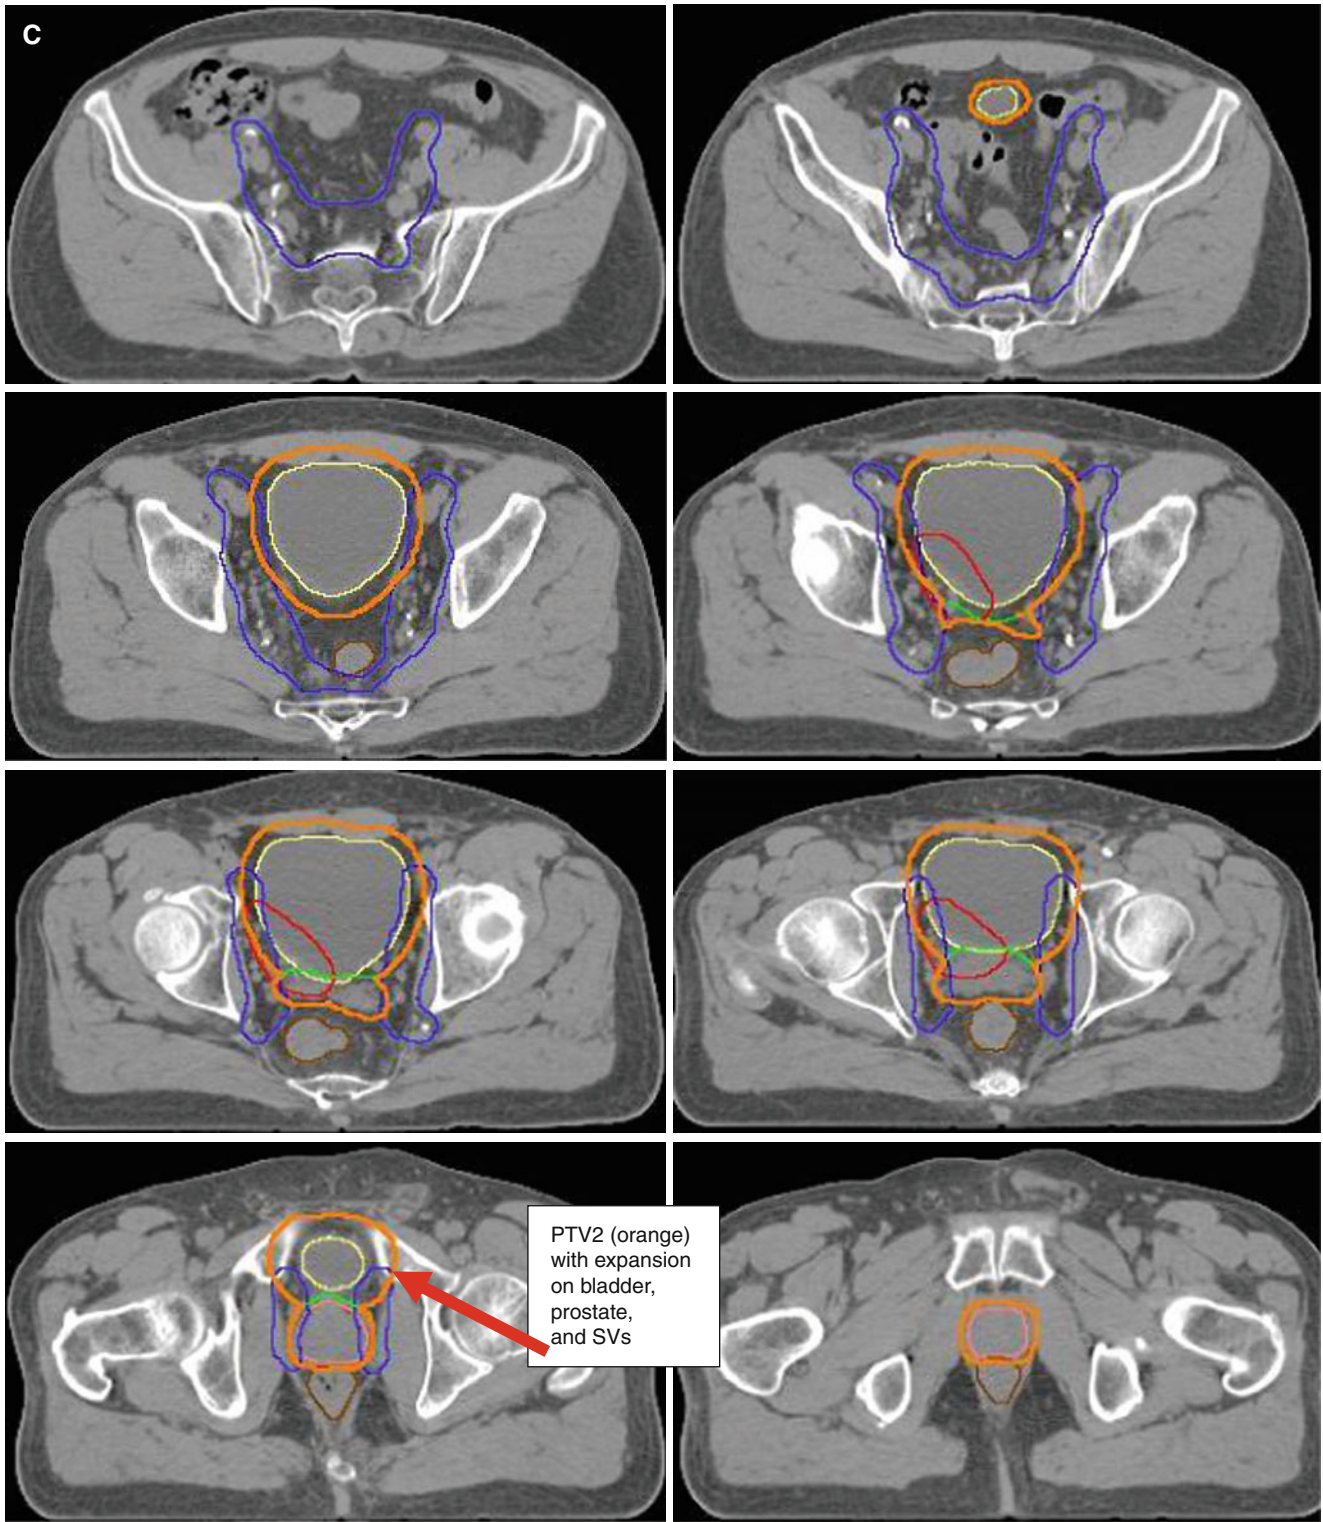 C
PTV2 (orange)
with expansion
on bladder,
prostate,
and SVs